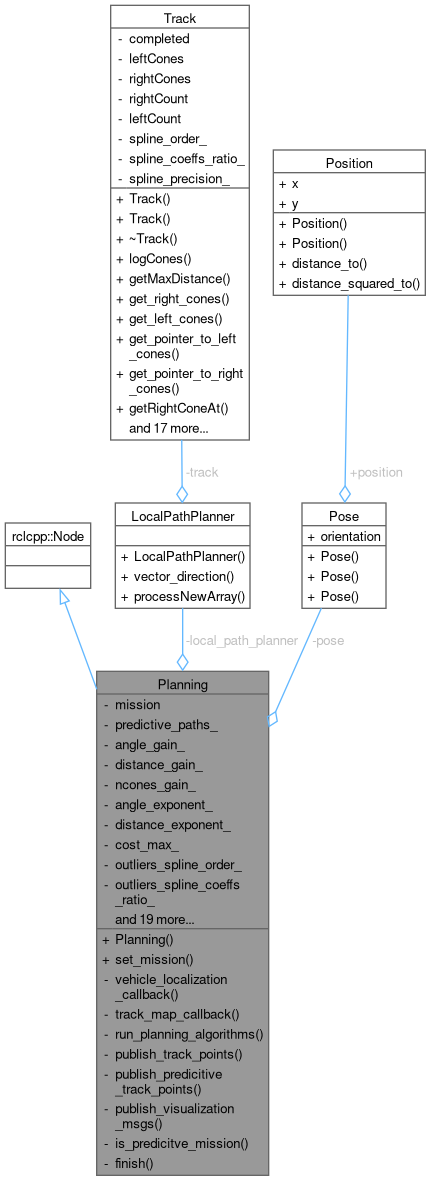 Track
- completed
- leftCones
- rightCones
- rightCount
- leftCount
- spline_order_
- spline_coeffs_ratio_
- spline_precision_
+ Track()
+ Track()
+ ~Track()
+ logCones()
+ getMaxDistance()
+ get_right_cones()
+ get_left_cones()
+ get_pointer_to_left
_cones()
+ get_pointer_to_right
_cones()
+ getRightConeAt()
and 17 more...
Position
+ x
+ y
+ Position()
+ Position()
+ distance_to()
+ distance_squared_to()
-track
+position
rclcpp::Node
LocalPathPlanner
+ LocalPathPlanner()
+ vector_direction()
+ processNewArray()
Pose
+ orientation
+ Pose()
+ Pose()
+ Pose()
-local_path_planner
-pose
Planning
- mission
- predictive_paths_
- angle_gain_
- distance_gain_
- ncones_gain_
- angle_exponent_
- distance_exponent_
- cost_max_
- outliers_spline_order_
- outliers_spline_coeffs
_ratio_
and 19 more...
+ Planning()
+ set_mission()
- vehicle_localization
_callback()
- track_map_callback()
- run_planning_algorithms()
- publish_track_points()
- publish_predicitive
_track_points()
- publish_visualization
_msgs()
- is_predicitve_mission()
- finish()